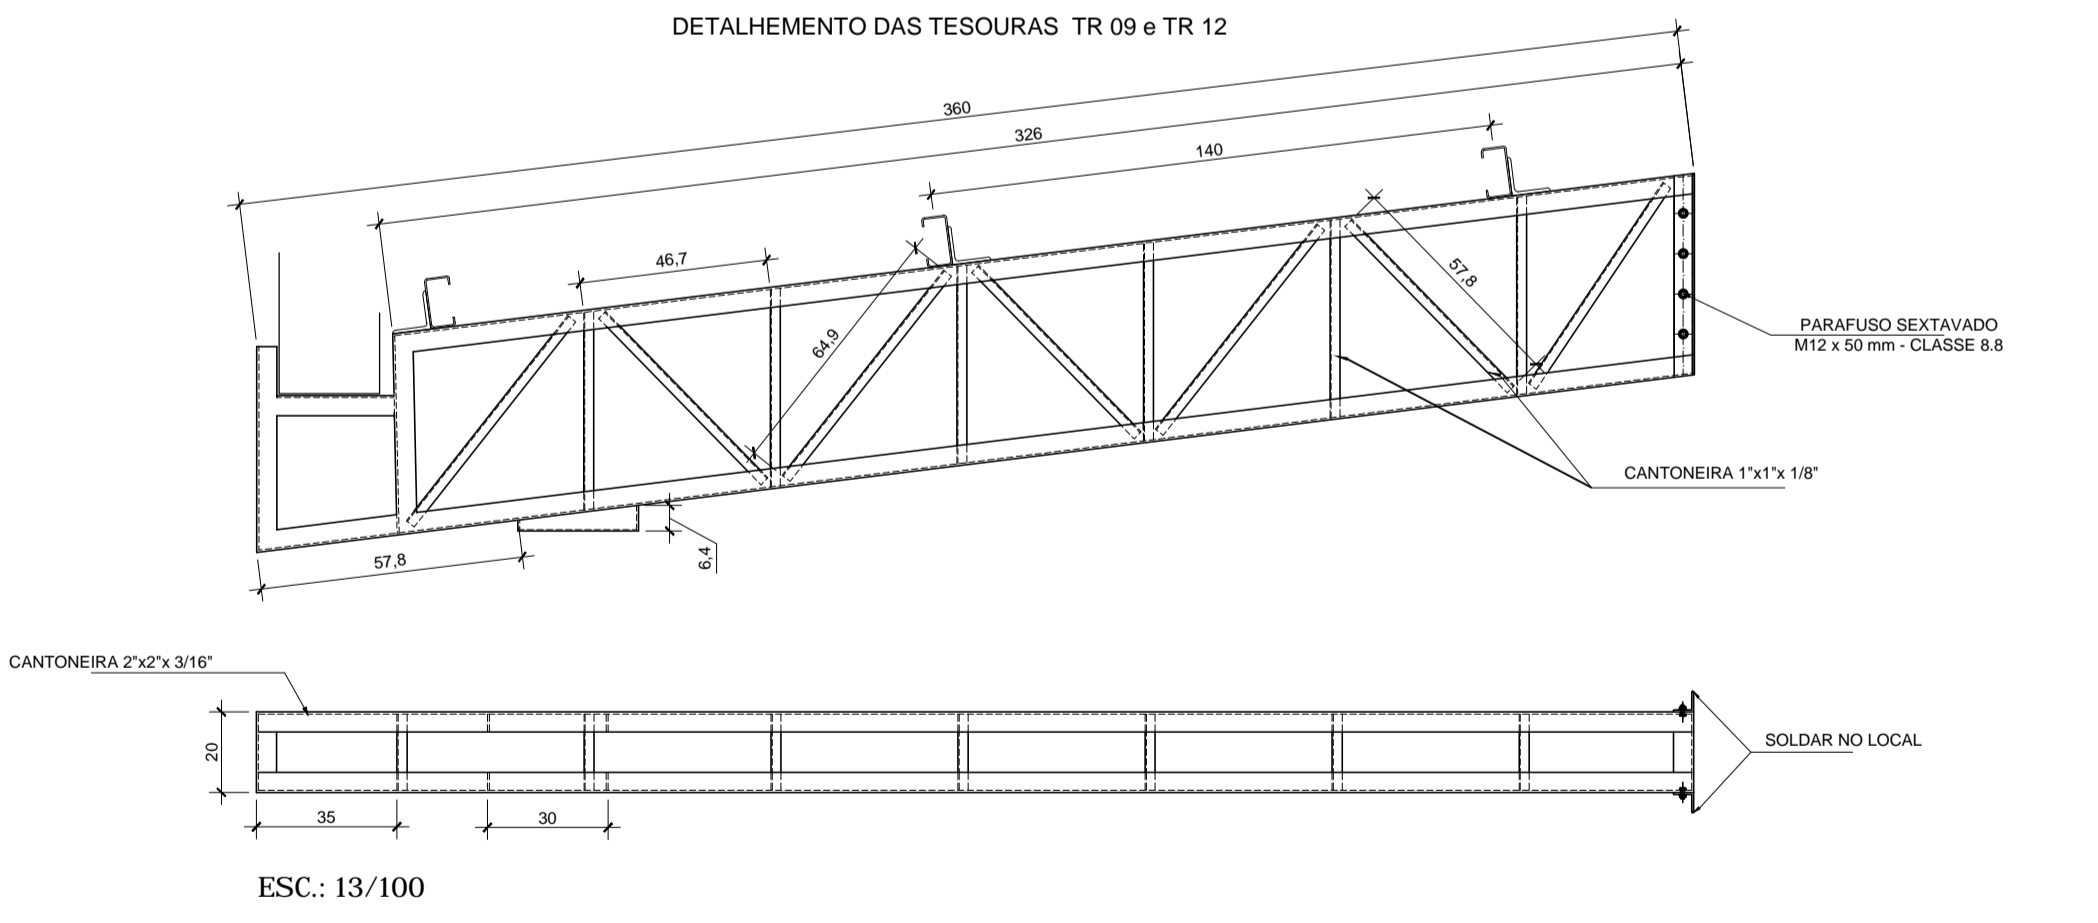 DETALHEMENTO DAS TESOURAS TR 09 e TR 12
360
326
140
46,7
64,9
57,8
PARAFUSO SEXTAVADO
M12 x 50 mm - CLASSE 8.8
CANTONEIRA 1"x1"x 1/8"
57,8
6,4
CANTONEIRA 2"x2"x 3/16"
20
SOLDAR NO LOCAL
35
30
ESC.: 13/100